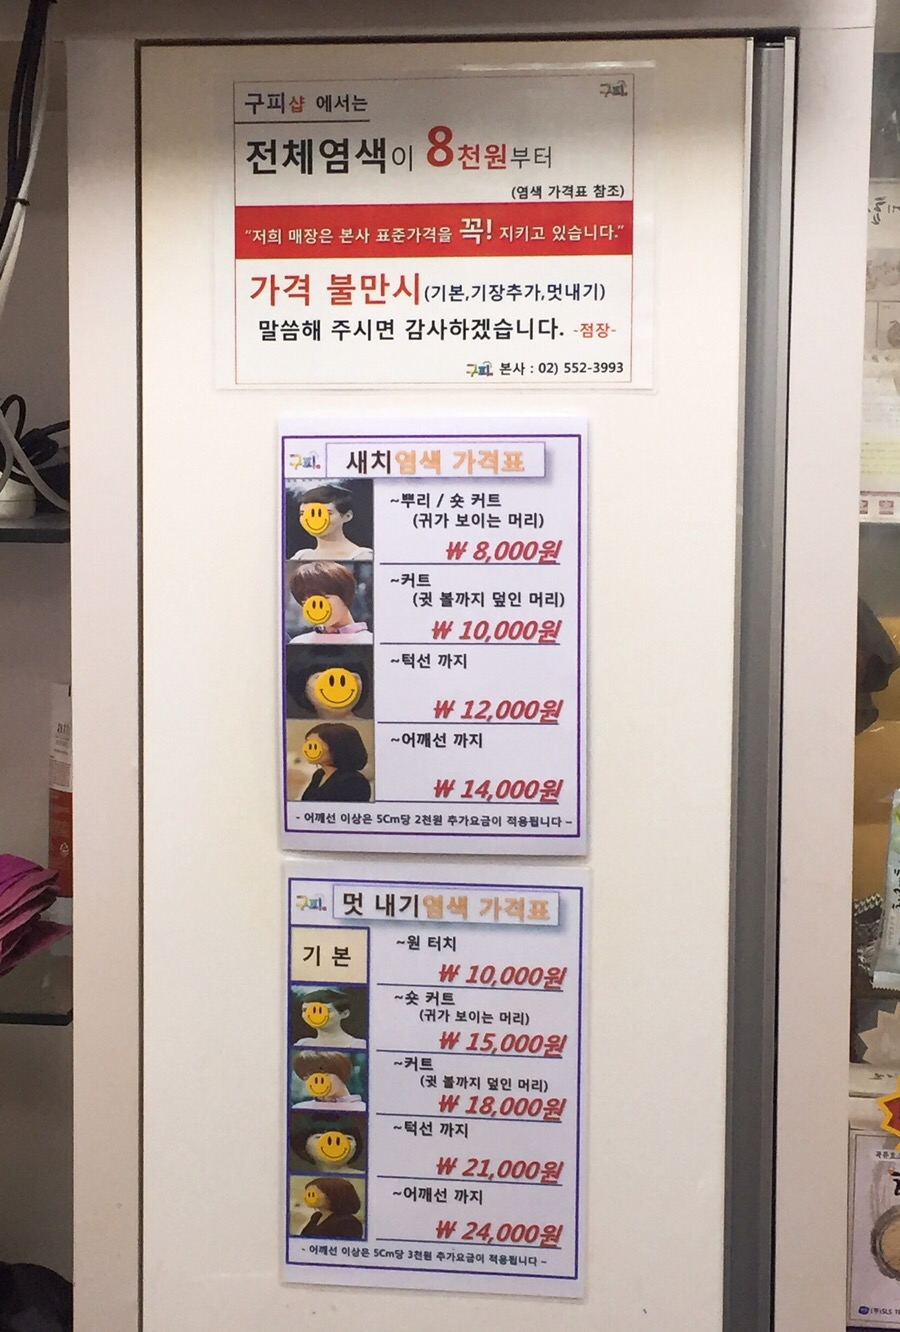 구피샵 에서는
구피
전체염색이 8천원부터
(염색 가격표 참조)
"저희 매장은 본사 표준가격을 꼭! 지키고 있습니다."
가격 불만시(기본,기장추가,멋내기)
말씀해 주시면 감사하겠습니다. -점장-
구피 본사 : 02) 552-3993
구피 새치염색 가격표
~뿌리 / 숏 커트
(귀가 보이는 머리)
₩ 8,000원
~커트
(귓 볼까지 덮인 머리)
₩ 10,000원
~턱선 까지
₩ 12,000원
~어깨선 까지
₩ 14,000원
- 어깨선 이상은 5Cm당 2천원 추가요금이 적용됩니다 -
구피 멋 내기염색 가격표
기 본
~원 터치
₩ 10,000원
~숏 커트
(귀가 보이는 머리)
₩ 15,000원
~커트
(귓 볼까지 덮인 머리)
₩ 18,000원
~턱선 까지
₩ 21,000원
~어깨선 까지
₩ 24,000원
- 어깨선 이상은 5Cm당 3천원 추가요금이 적용됩니다 -